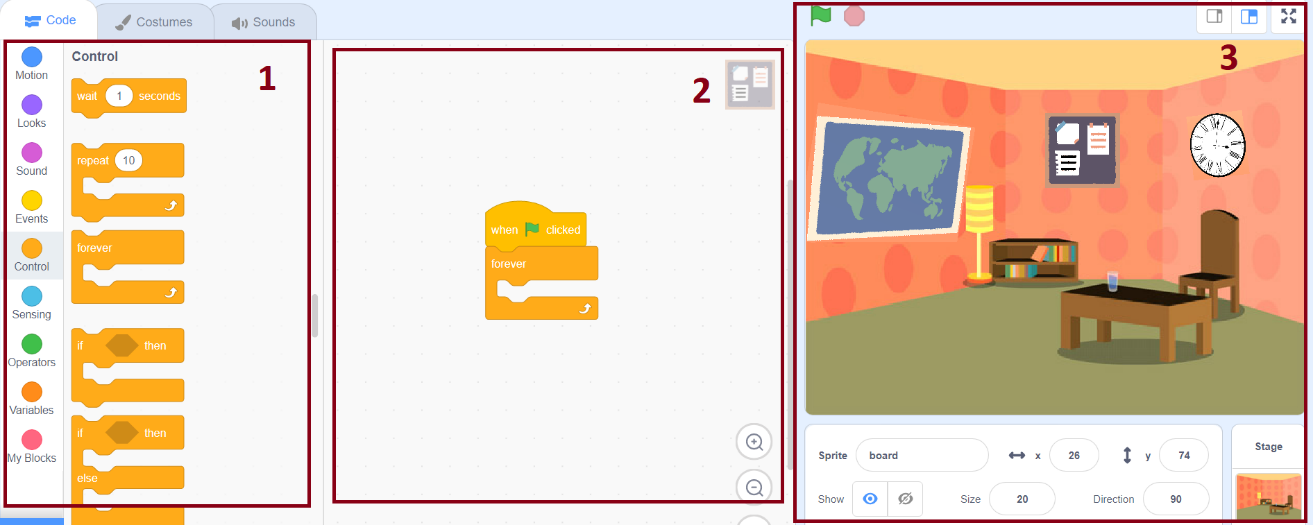 Code
Costumes
Sounds
Motion
Looks
Sound
Events
Control
Sensing
Operators
Variables
My Blocks
Control
1
wait 1 seconds
repeat 10
forever
if then
if then
else
2
when clicked
forever
3
Sprite board x 26 y 74
Show Size 20 Direction 90
Stage